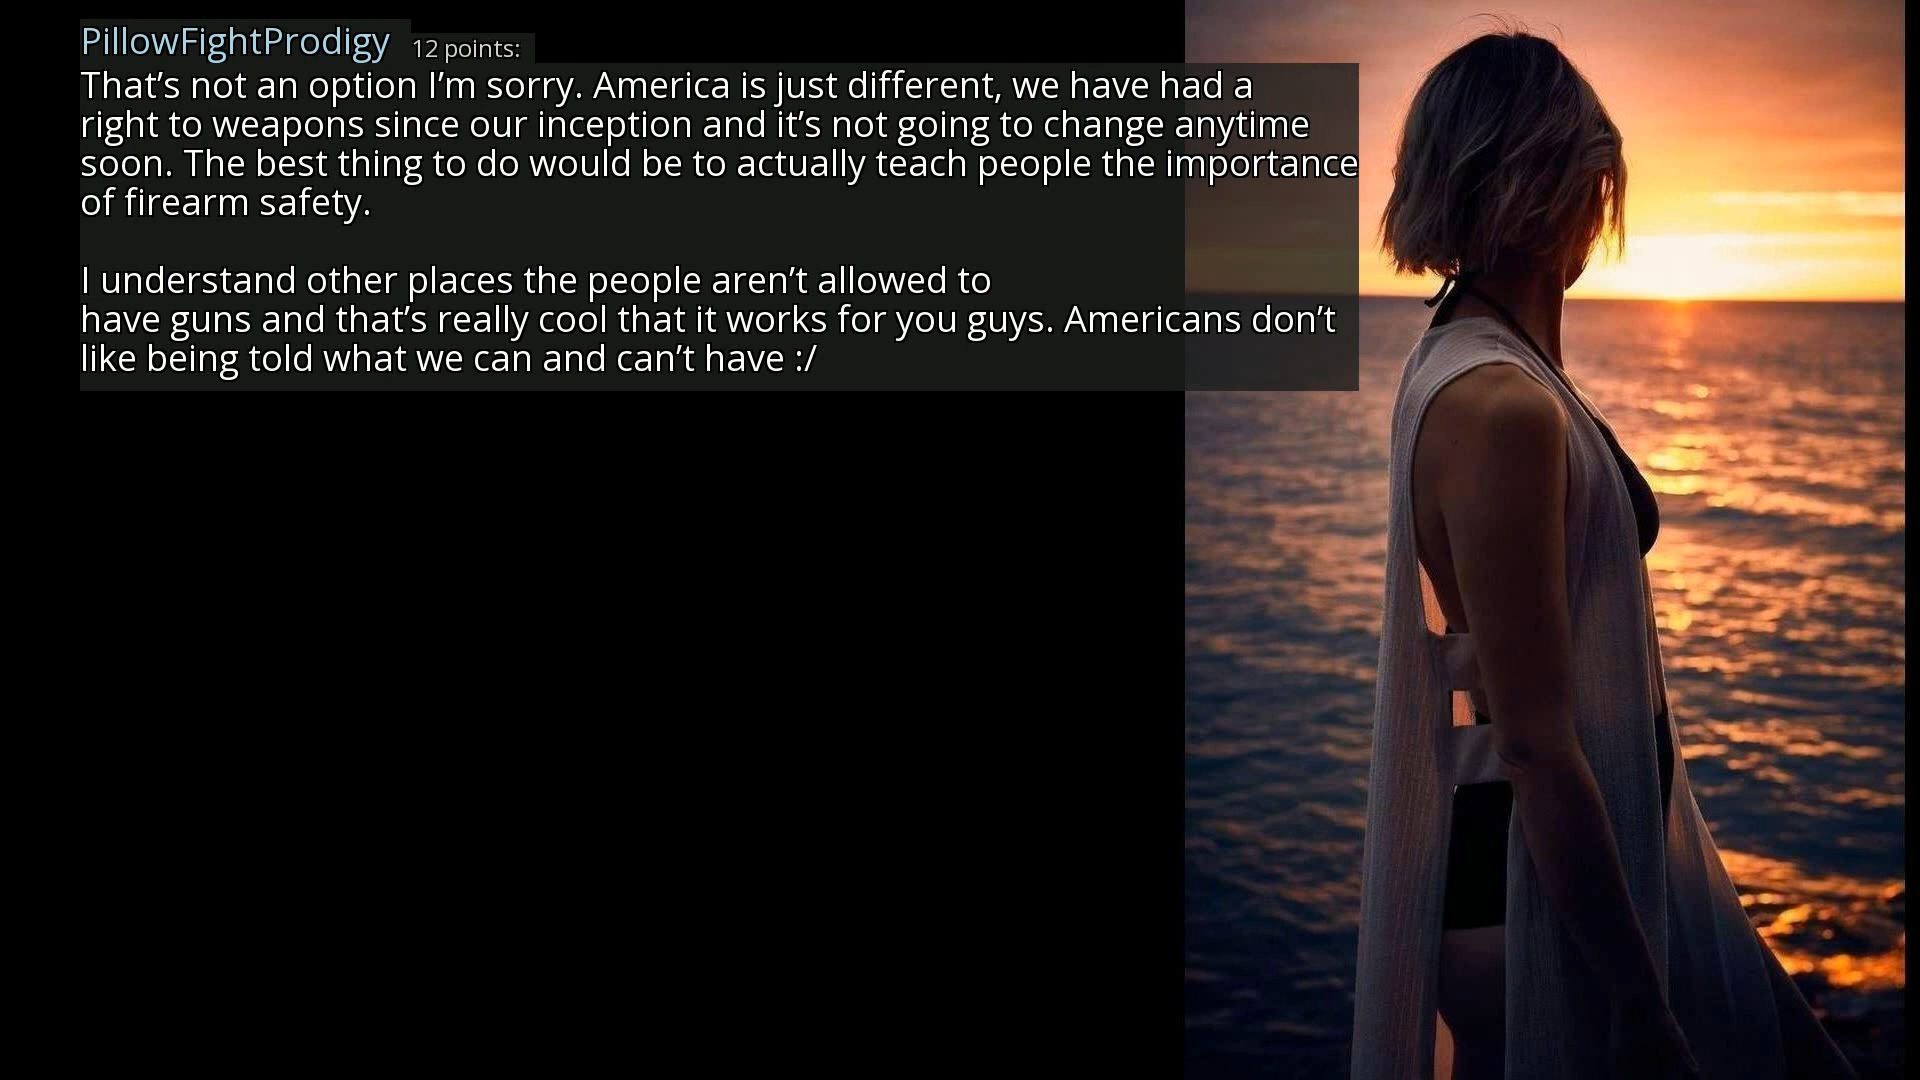 PillowFightProdigy 12 points:
That’s not an option I’m sorry. America is just different, we have had a
right to weapons since our inception and it’s not going to change anytime
soon. The best thing to do would be to actually teach people the importance
of firearm safety.
I understand other places the people aren’t allowed to
have guns and that’s really cool that it works for you guys. Americans don’t
like being told what we can and can’t have :/